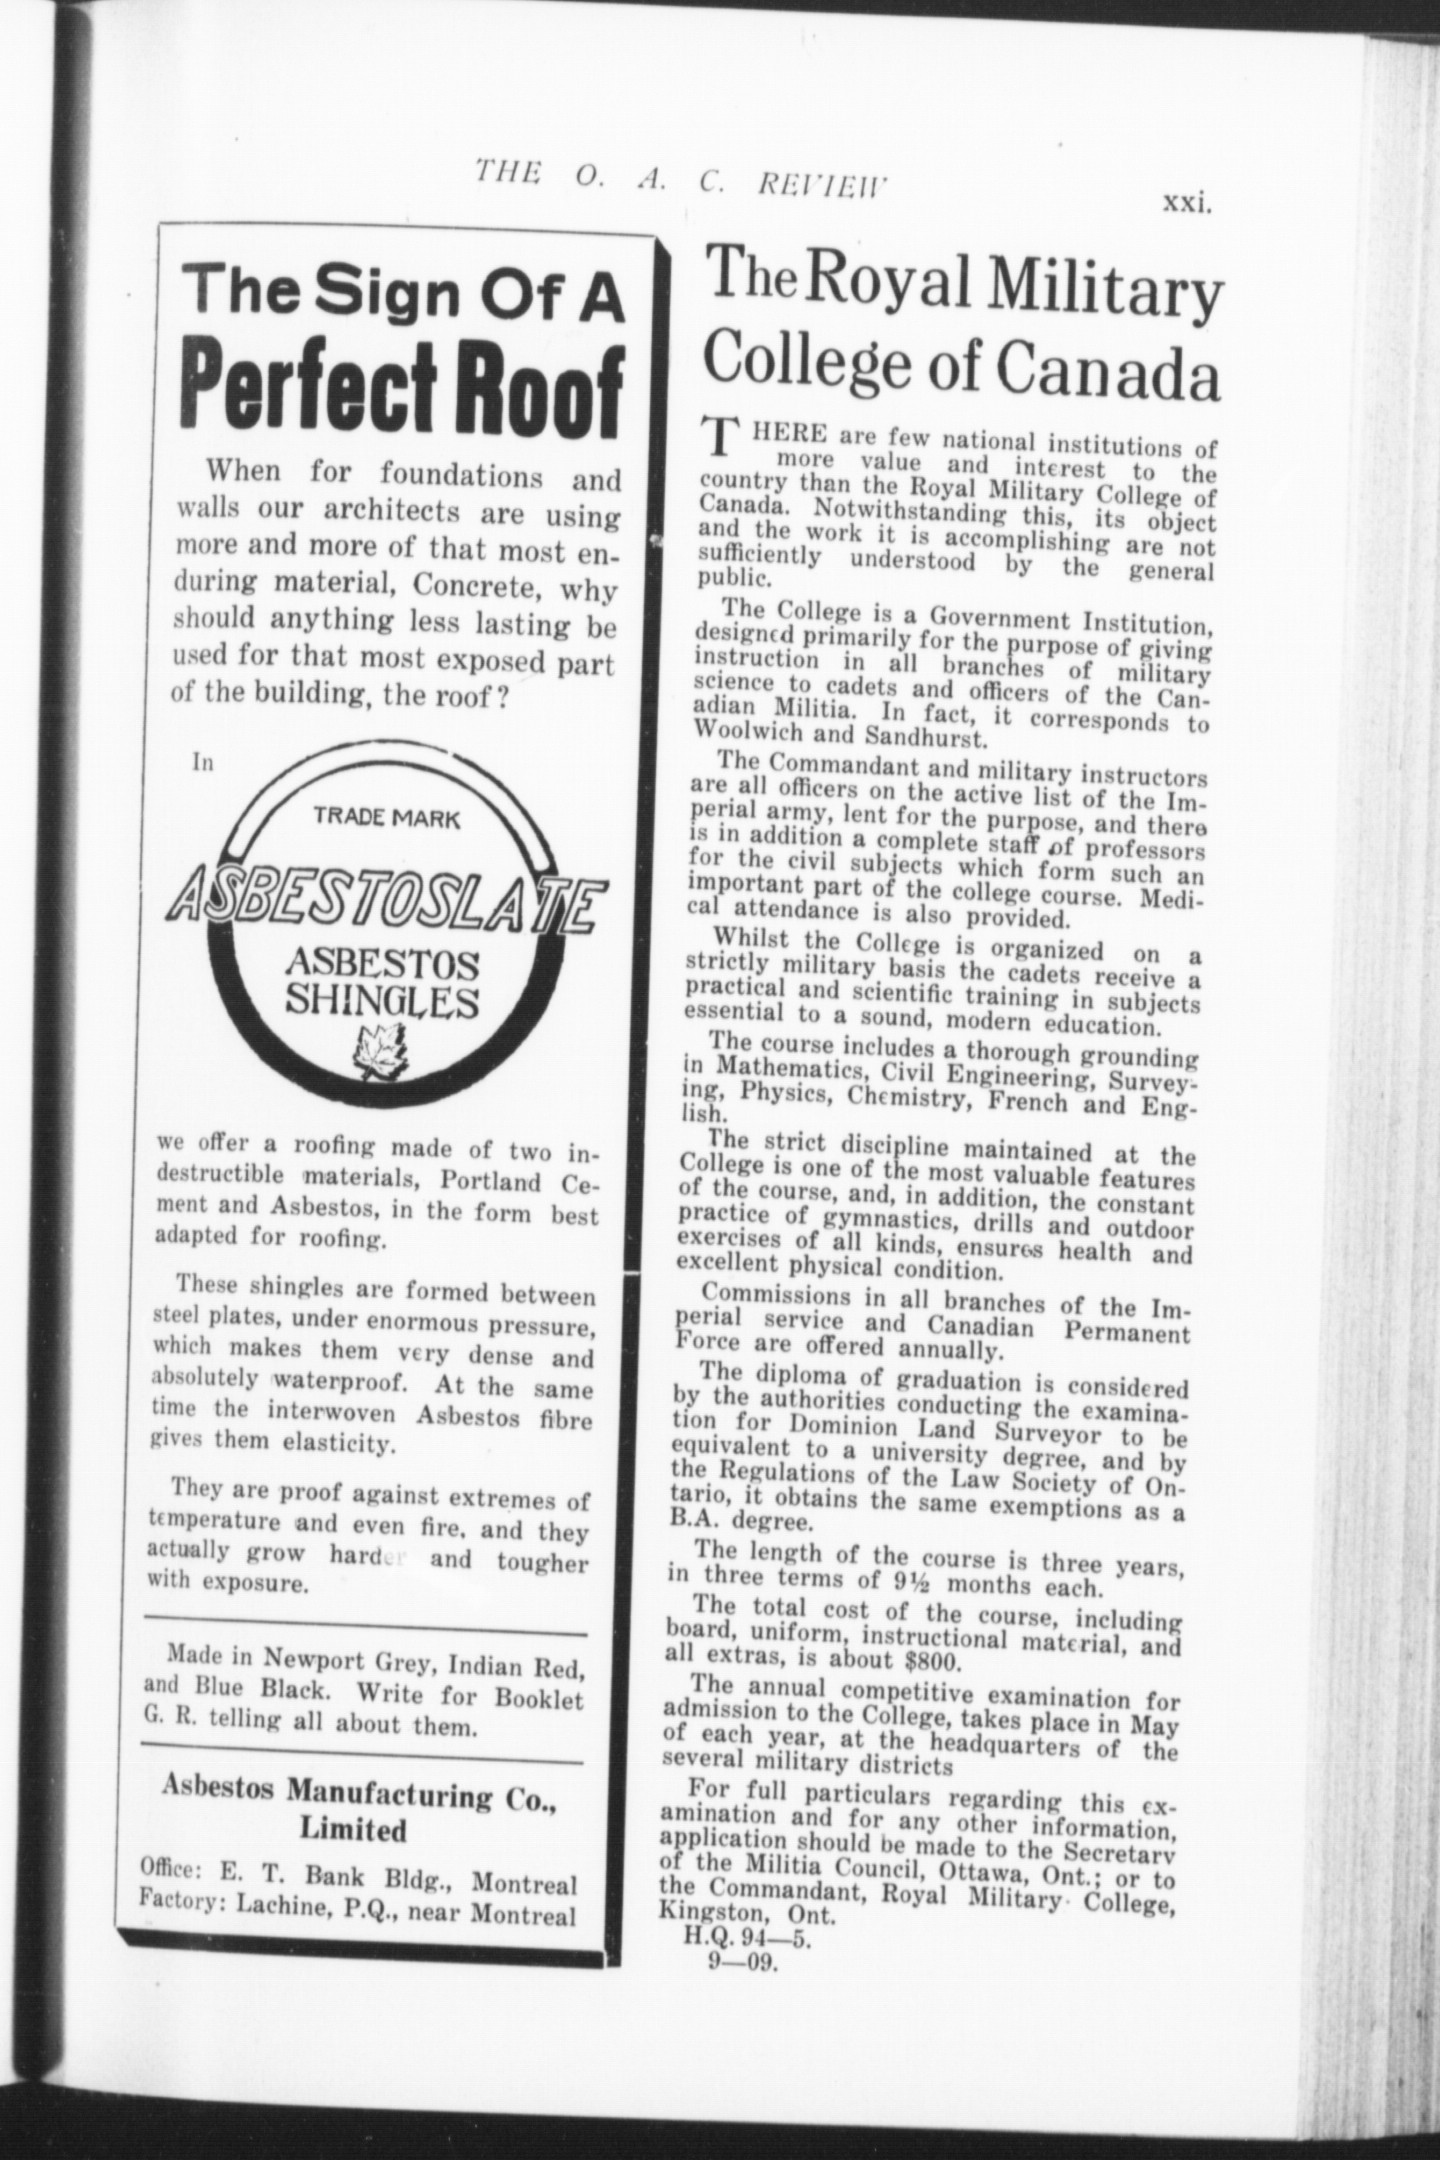 THE O. A. C. REVIEW
xxi.
The Sign Of A
Perfect Roof
When for foundations and
walls our architects are using
more and more of that most en-
during material, Concrete, why
should anything less lasting be
used for that most exposed part
of the building, the roof?
In
TRADE MARK
ASBESTOSLATE
ASBESTOS
SHINGLES
we offer a roofing made of two in-
destructible materials, Portland Ce-
ment and Asbestos, in the form best
adapted for roofing.
These shingles are formed between
steel plates, under enormous pressure,
which makes them very dense and
absolutely waterproof. At the same
time the interwoven Asbestos fibre
gives them elasticity.
They are proof against extremes of
temperature and even fire, and they
actually grow harder and tougher
with exposure.
Made in Newport Grey, Indian Red,
and Blue Black. Write for Booklet
G. R. telling all about them.
Asbestos Manufacturing Co.,
Limited
Office: E. T. Bank Bldg., Montreal
Factory: Lachine, P.Q., near Montreal
The Royal Military
College of Canada
THERE are few national institutions of
more value and interest to the
country than the Royal Military College of
Canada. Notwithstanding this, its object
and the work it is accomplishing are not
sufficiently understood by the general
public.
The College is a Government Institution,
designed primarily for the purpose of giving
instruction in all branches of military
science to cadets and officers of the Can-
adian Militia. In fact, it corresponds to
Woolwich and Sandhurst.
The Commandant and military instructors
are all officers on the active list of the Im-
perial army, lent for the purpose, and there
is in addition a complete staff of professors
for the civil subjects which form such an
important part of the college course. Medi-
cal attendance is also provided.
Whilst the College is organized on a
strictly military basis the cadets receive a
practical and scientific training in subjects
essential to a sound, modern education.
The course includes a thorough grounding
in Mathematics, Civil Engineering, Survey-
ing, Physics, Chemistry, French and Eng-
lish.
The strict discipline maintained at the
College is one of the most valuable features
of the course, and, in addition, the constant
practice of gymnastics, drills and outdoor
exercises of all kinds, ensures health and
excellent physical condition.
Commissions in all branches of the Im-
perial service and Canadian Permanent
Force are offered annually.
The diploma of graduation is considered
by the authorities conducting the examina-
tion for Dominion Land Surveyor to be
equivalent to a university degree, and by
the Regulations of the Law Society of On-
tario, it obtains the same exemptions as a
B.A. degree.
The length of the course is three years,
in three terms of 9½ months each.
The total cost of the course, including
board, uniform, instructional material, and
all extras, is about $800.
The annual competitive examination for
admission to the College, takes place in May
of each year, at the headquarters of the
several military districts
For full particulars regarding this ex-
amination and for any other information,
application should be made to the Secretary
of the Militia Council, Ottawa, Ont.; or to
the Commandant, Royal Military College,
Kingston, Ont.
H.Q. 94—5.
9—09.